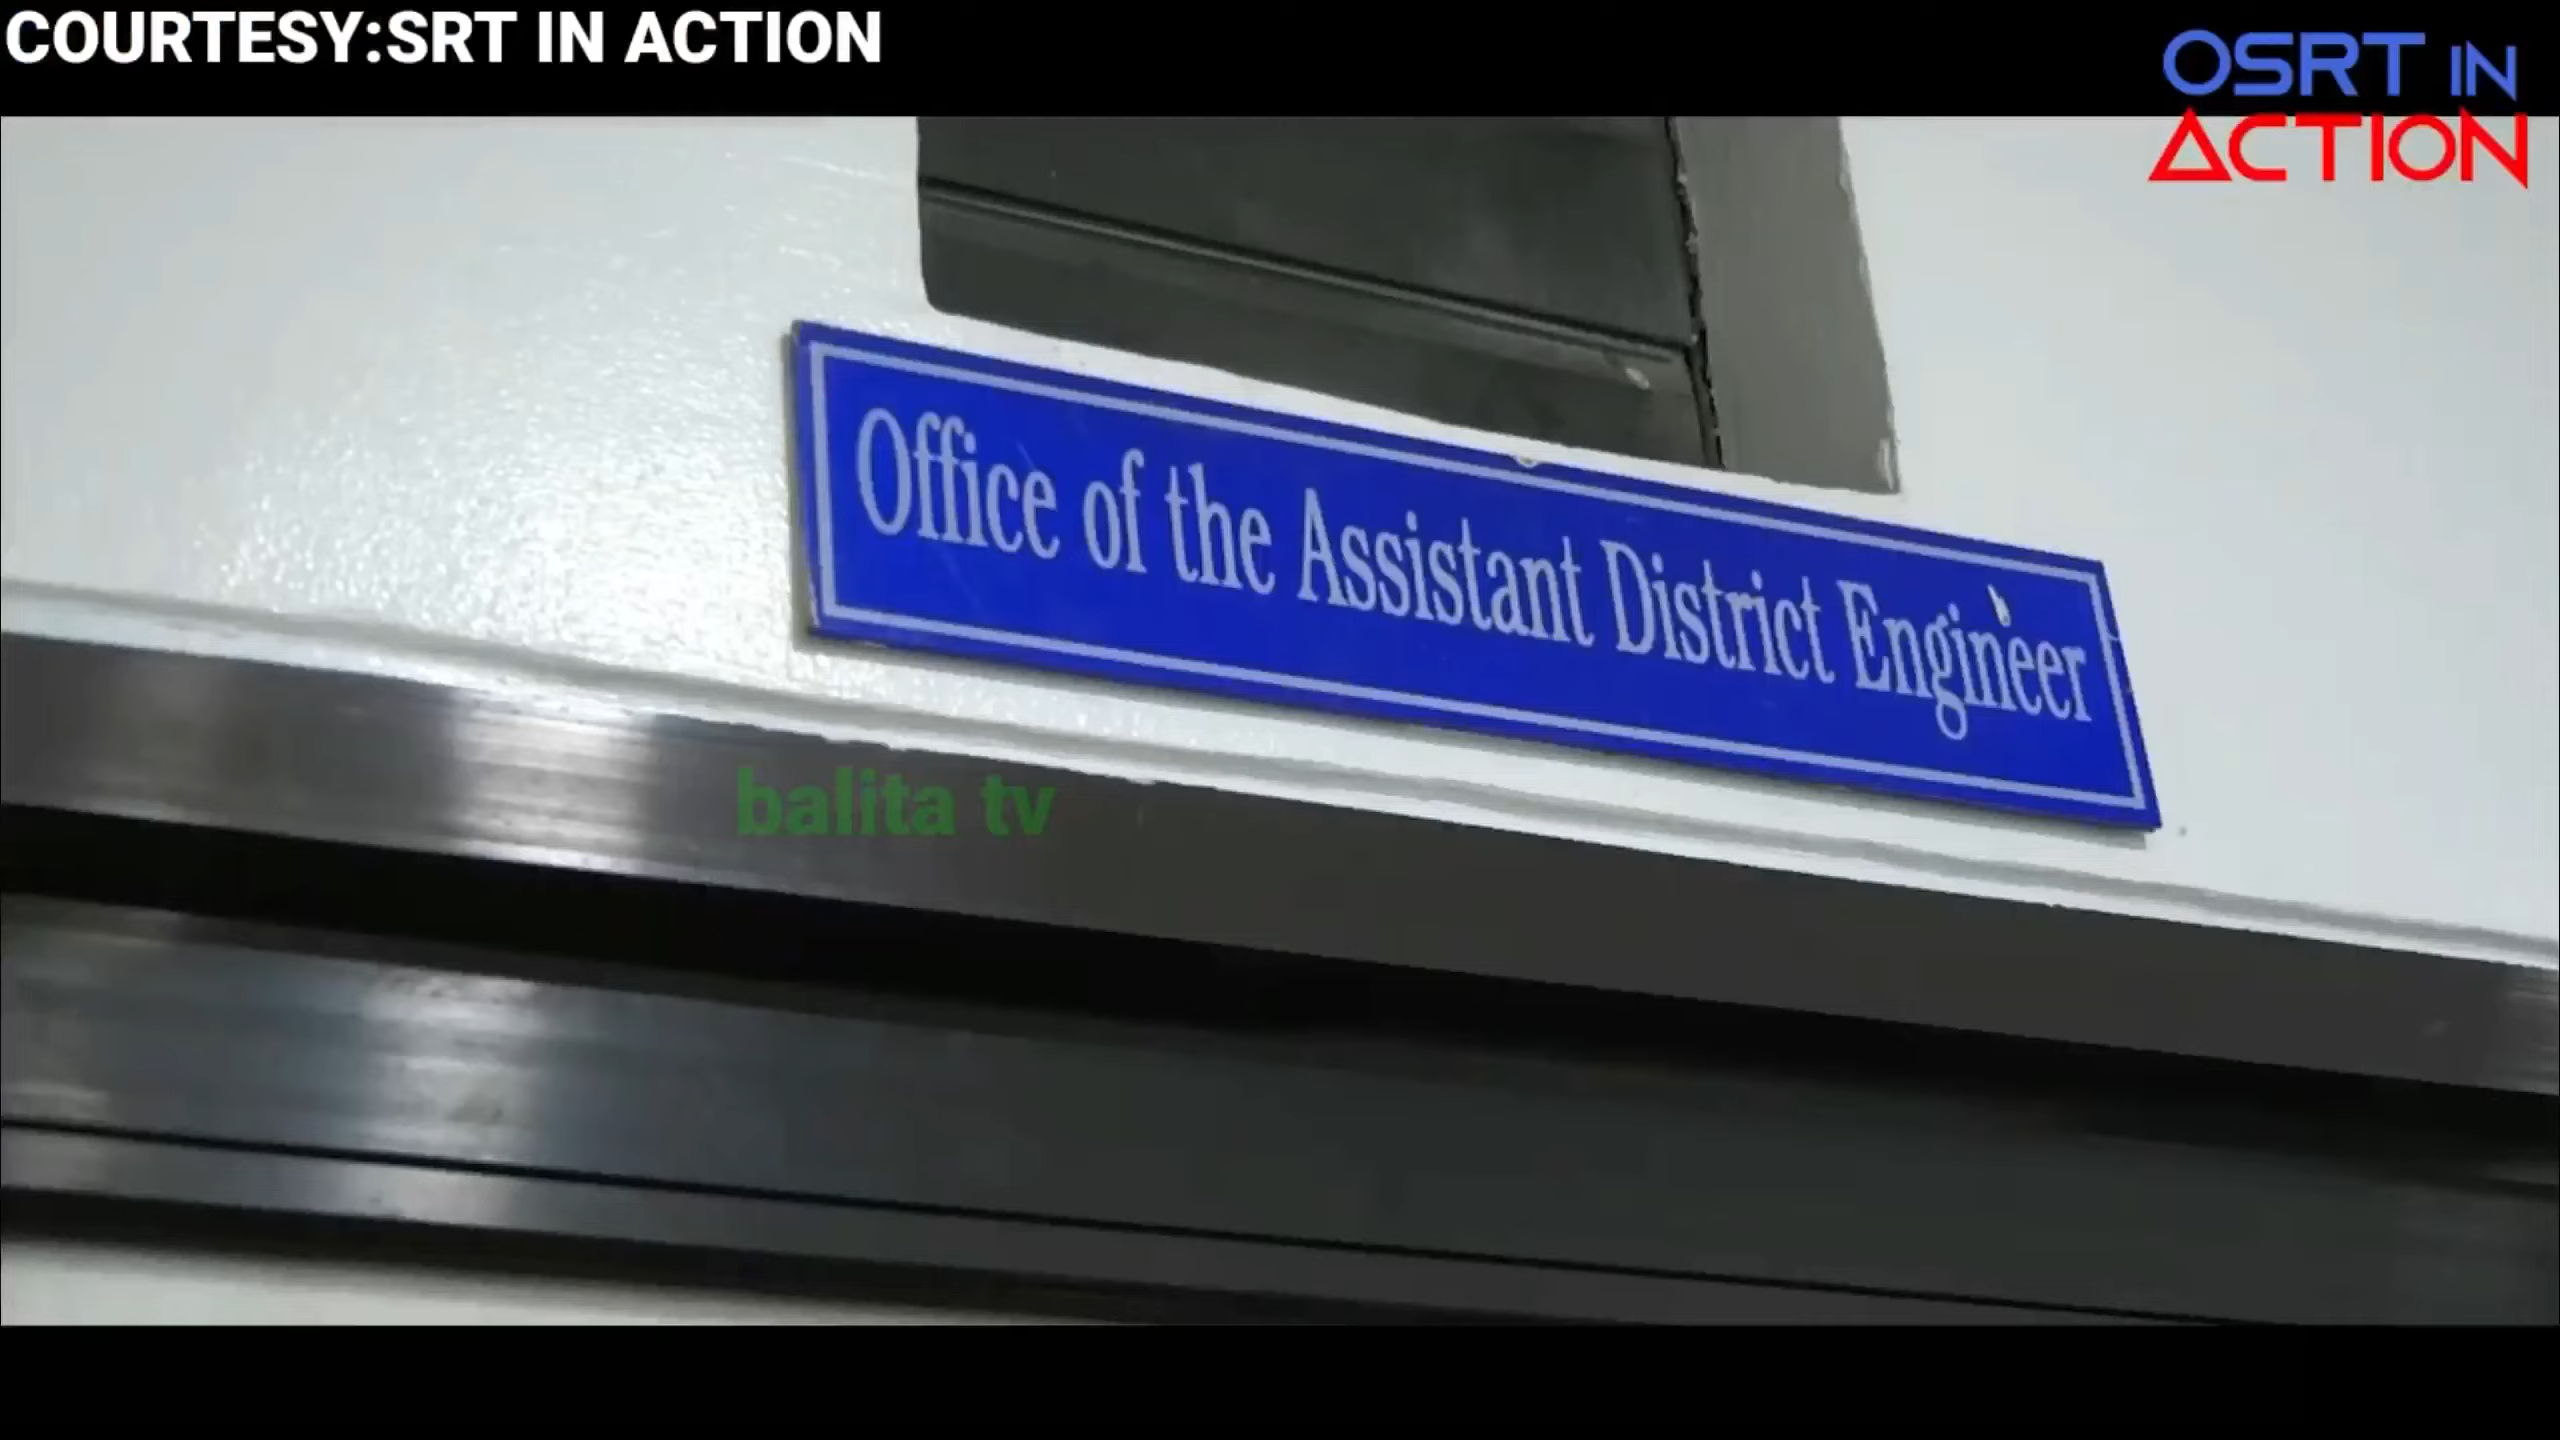 COURTESY:SRT IN ACTION
OSRT IN
ACTION
Office of the Assistant District Engineer
balita tv